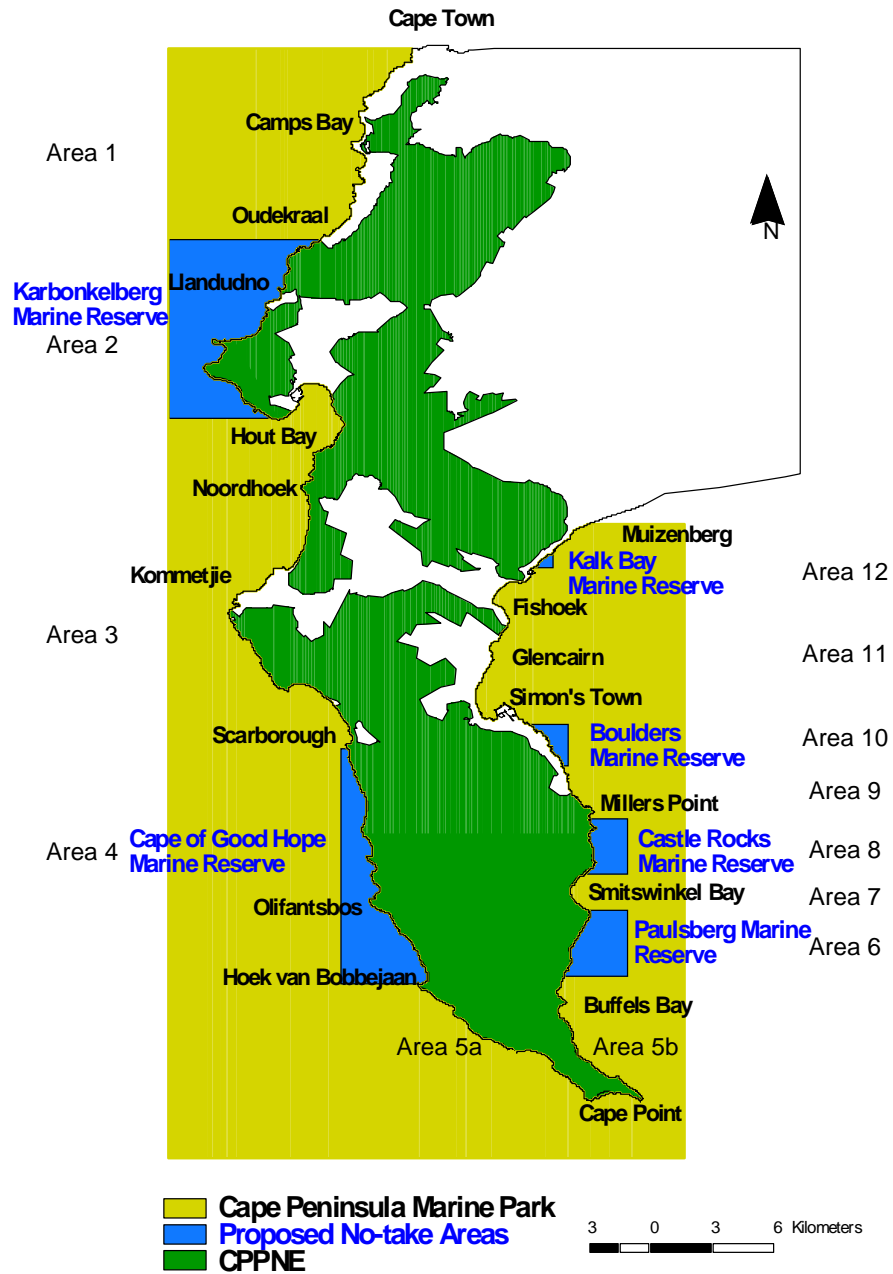 Cape Town
Camps Bay
Area 1
Oudekraal
N
Llandudno
Karbonkelberg
Marine Reserve
Area 2
Hout Bay
Noordhoek
Muizenberg
Kalk Bay
Marine Reserve
Kommetjie
Area 12
Fishoek
Area 3
Glencairn
Area 11
Simon's Town
Scarborough
Boulders
Marine Reserve
Area 10
Area 9
Millers Point
Cape of Good Hope
Marine Reserve
Area 4
Castle Rocks
Marine Reserve
Area 8
Smitswinkel Bay
Area 7
Olifantsbos
Paulsberg Marine
Reserve
Area 6
Hoek van Bobbejaan
Buffels Bay
Area 5a
Area 5b
Cape Point
Cape Peninsula Marine Park
Proposed No-take Areas
CPPNE
3 0 3 6 Kilometers